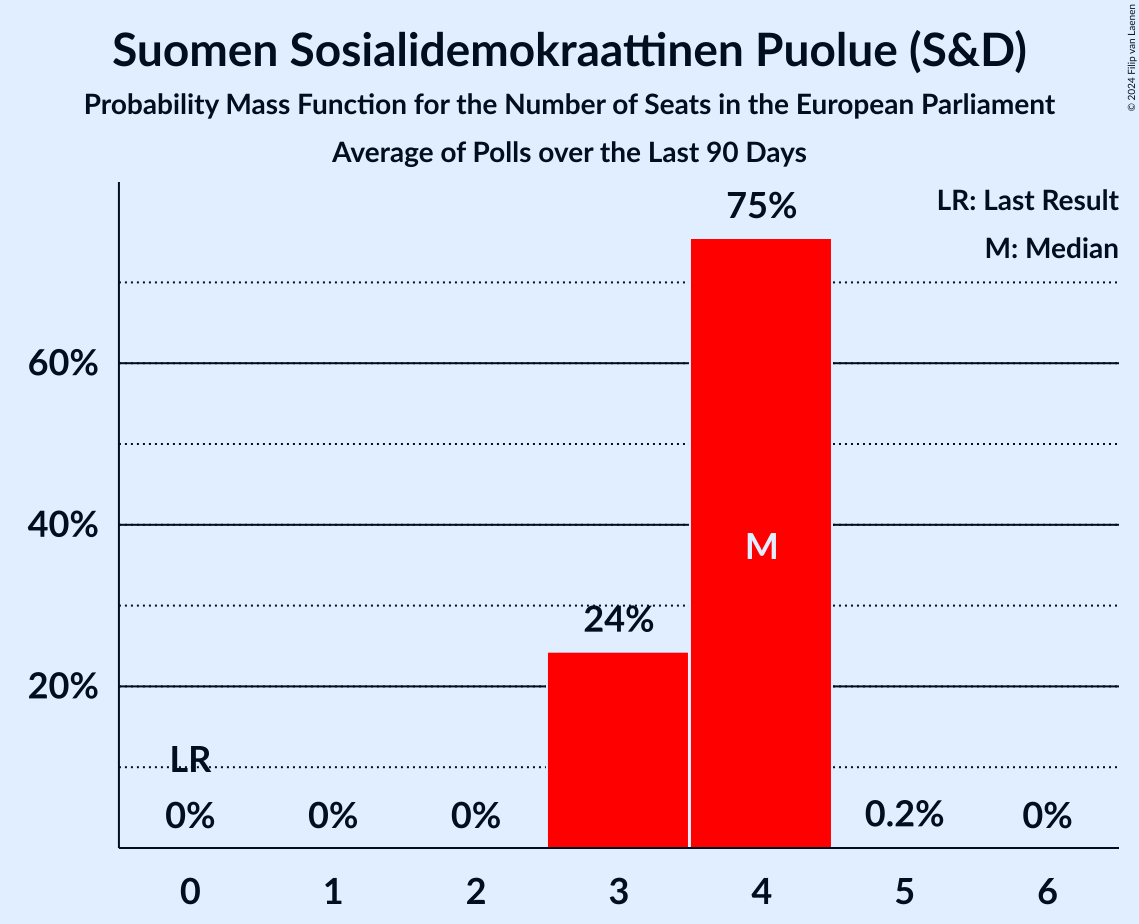 Suomen Sosialidemokraattinen Puolue (S&D)
Probability Mass Function for the Number of Seats in the European Parliament
Average of Polls over the Last 90 Days
© 2024 Filip van Laenen
LR: Last Result
M: Median
75%
60%
40%
M
24%
20%
LR
0% 0% 0% 0.2% 0%
0 1 2 3 4 5 6